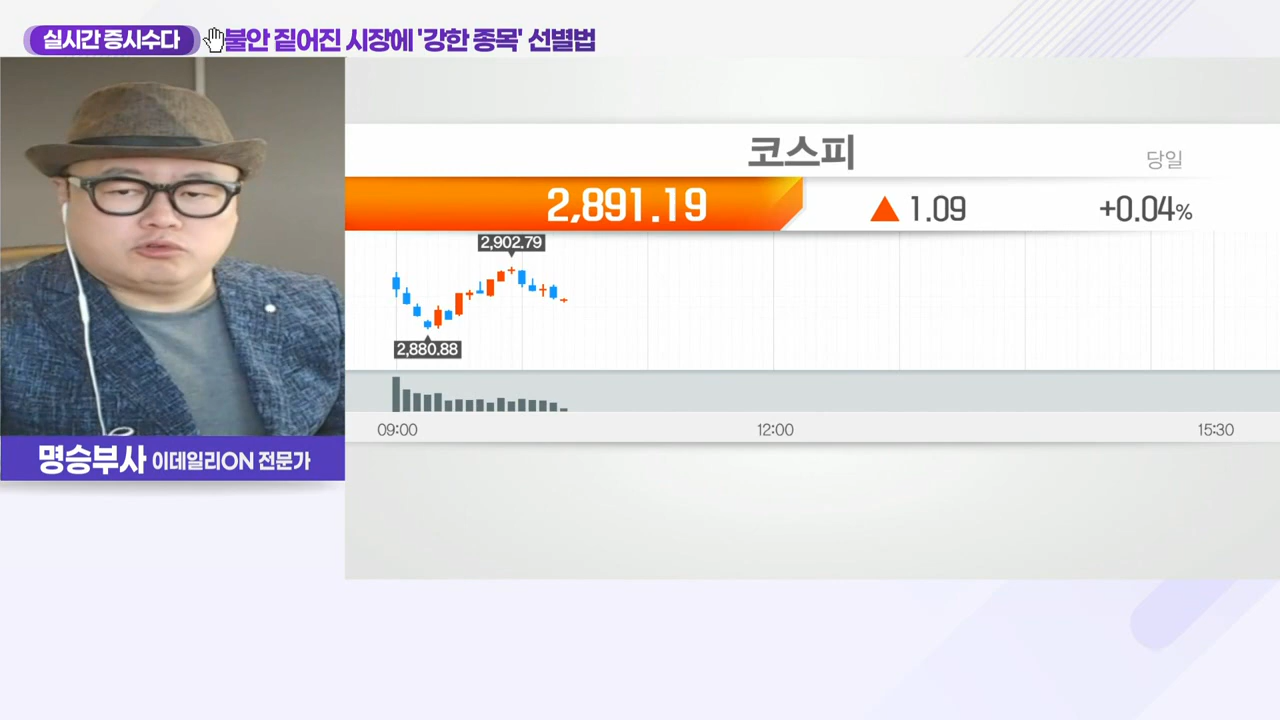 실시간 증시수다
불안 짙어진 시장에 '강한 종목' 선별법
코스피
당일
2,891.19
▲ 1.09
+0.04%
2,902.79
2,880.88
09:00
12:00
15:30
명승부사 이데일리ON 전문가